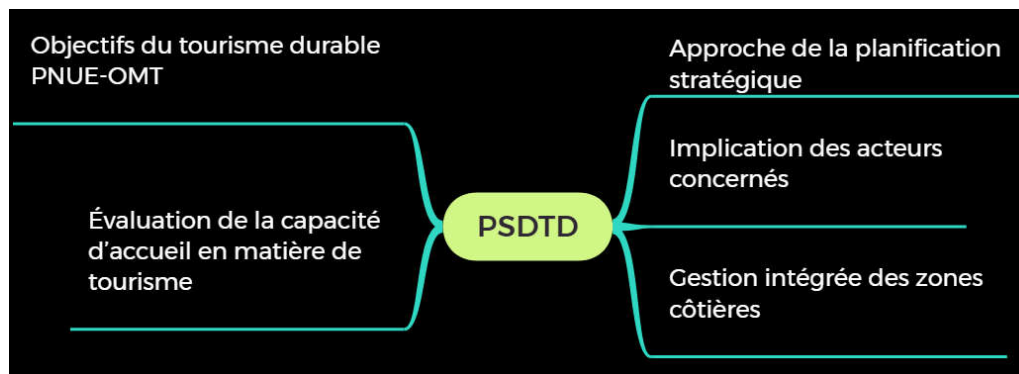 Objectifs du tourisme durable
PNUE-OMT
Évaluation de la capacité
d’accueil en matière de
tourisme
PSDTD
Approche de la planification
stratégique
Implication des acteurs
concernés
Gestion intégrée des zones
côtières